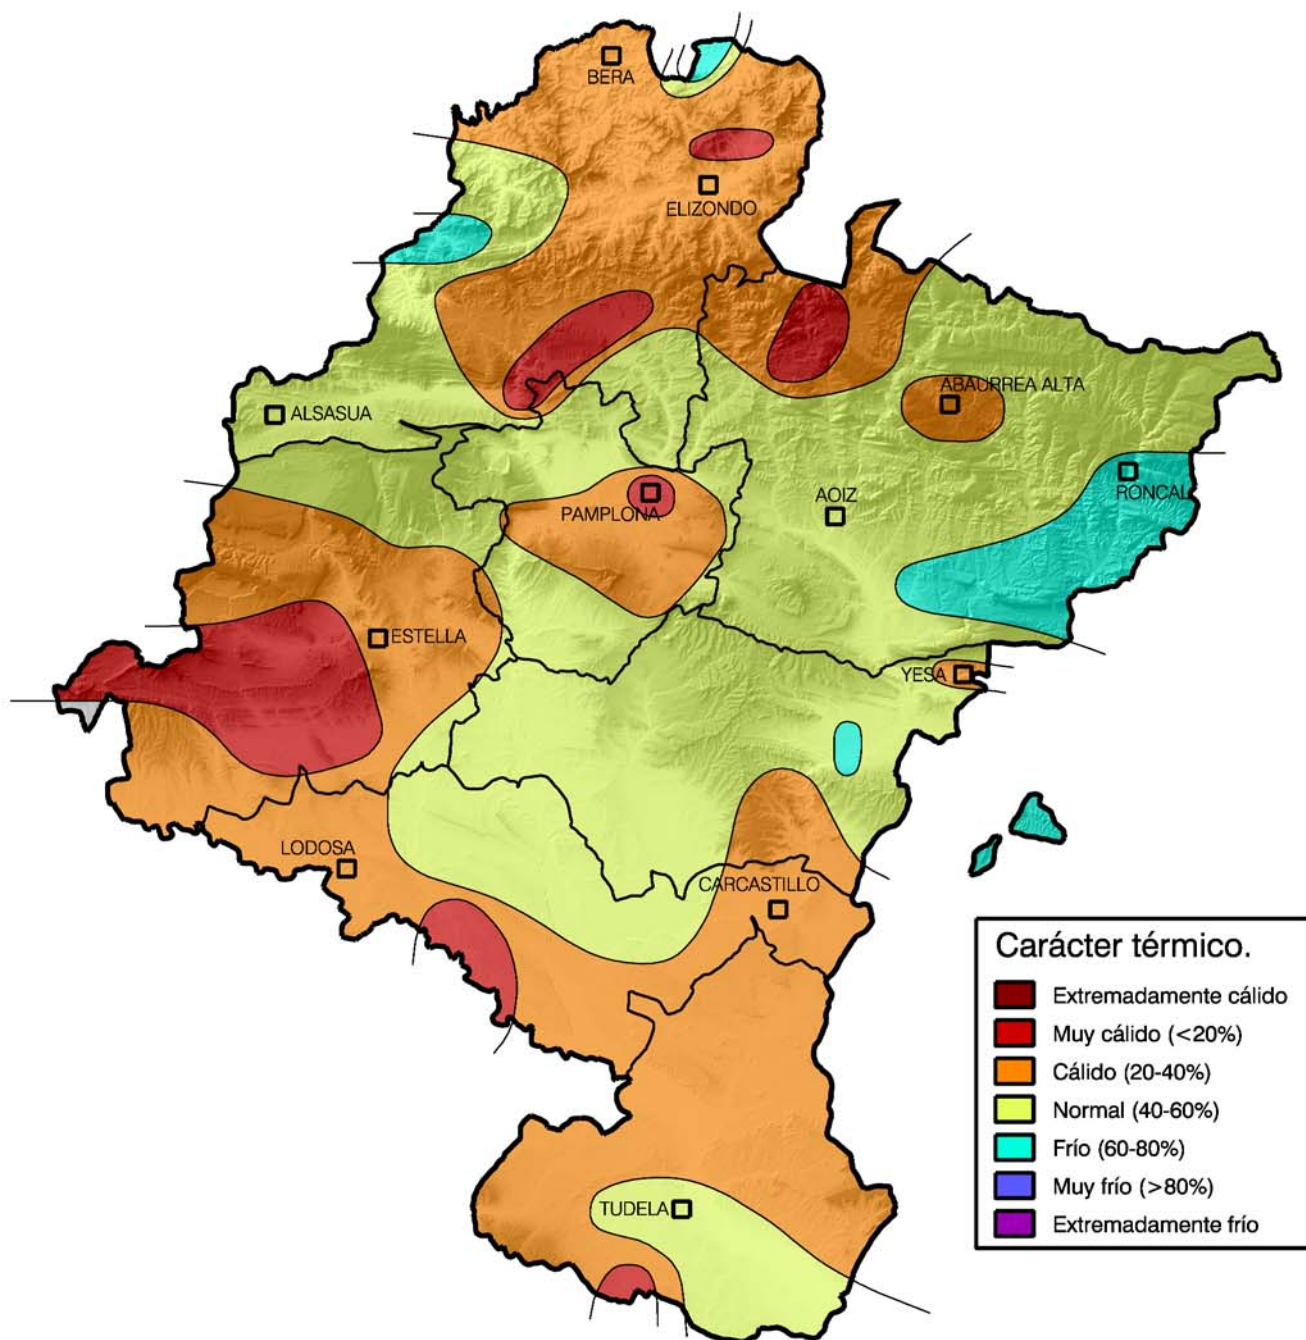 BERA
ELIZONDO
ABAURREA ALTA
ALSASUA
RONCAL
AOIZ
PAMPLONA
ESTELLA
YESA
LODOSA
CARCASTILLO
TUDELA
Carácter térmico.
Extremadamente cálido
Muy cálido (<20%)
Cálido (20-40%)
Normal (40-60%)
Frío (60-80%)
Muy frío (>80%)
Extremadamente frío